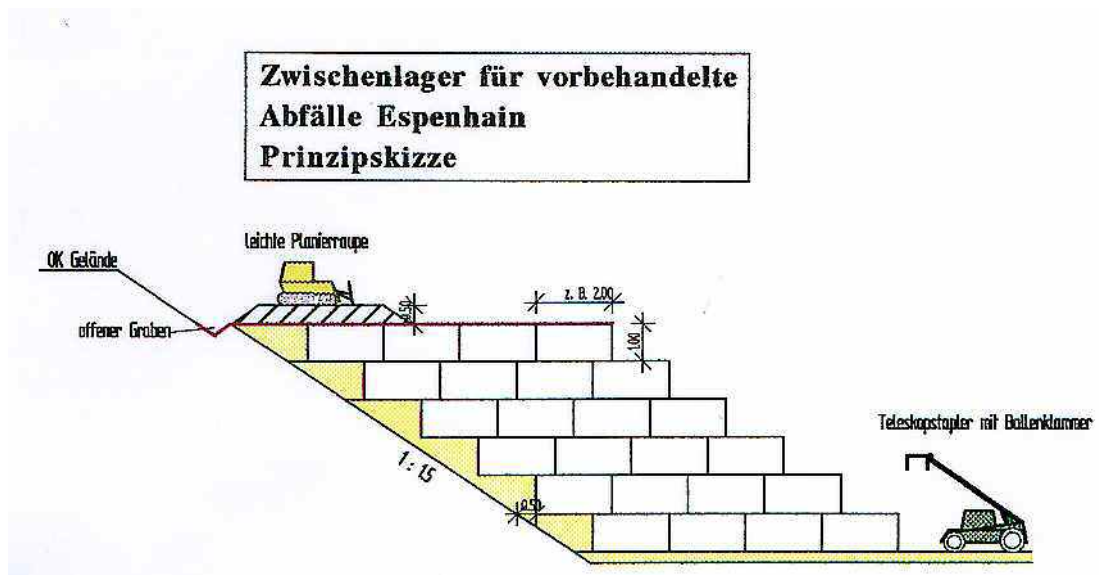 Zwischenlager für vorbehandelte
Abfälle Espenhain
Prinzipskizze
leichte Planierraupe
OK Gelände
offener Graben
0.50
z. B. 2.00
1.00
Teleskopstapler mit Ballenklammer
1 : 1.5
0.50